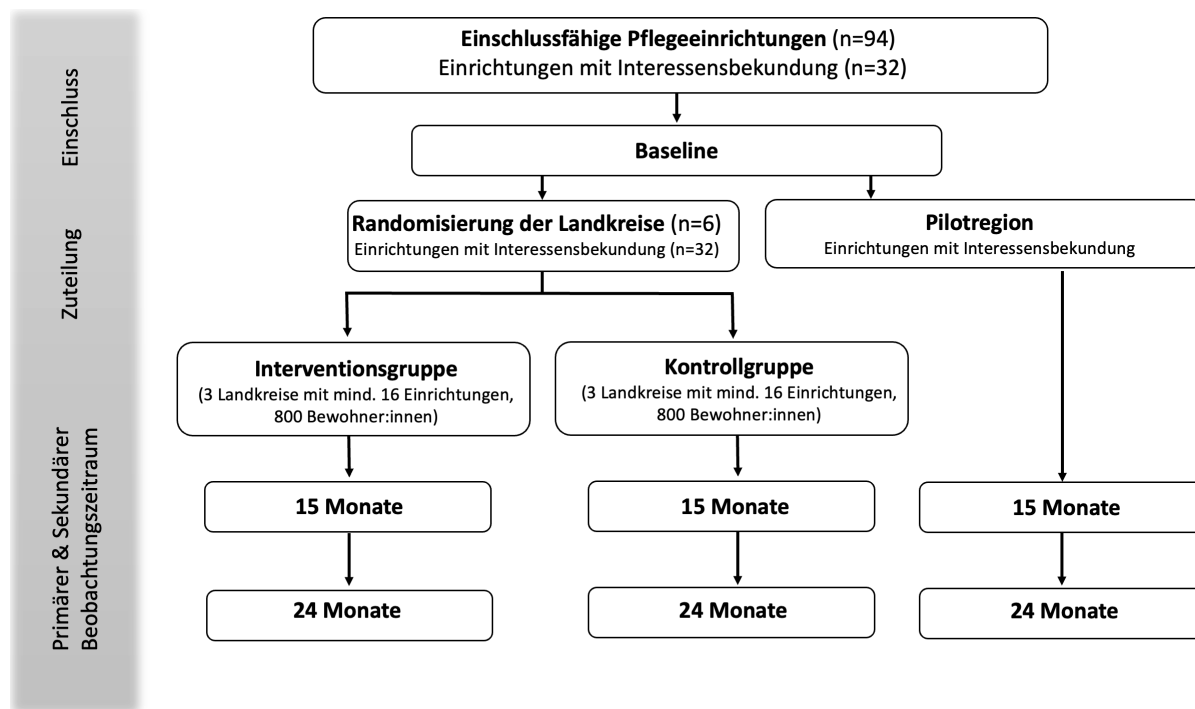 Einschluss
Zuteilung
Primärer & Sekundärer
Beobachtungszeitraum
Einschlussfähige Pflegeeinrichtungen (n=94)
Einrichtungen mit Interessensbekundung (n=32)
Baseline
Randomisierung der Landkreise (n=6)
Einrichtungen mit Interessensbekundung (n=32)
Pilotregion
Einrichtungen mit Interessensbekundung
Interventionsgruppe
(3 Landkreise mit mind. 16 Einrichtungen,
800 Bewohner:innen)
Kontrollgruppe
(3 Landkreise mit mind. 16 Einrichtungen,
800 Bewohner:innen)
15 Monate
15 Monate
15 Monate
24 Monate
24 Monate
24 Monate